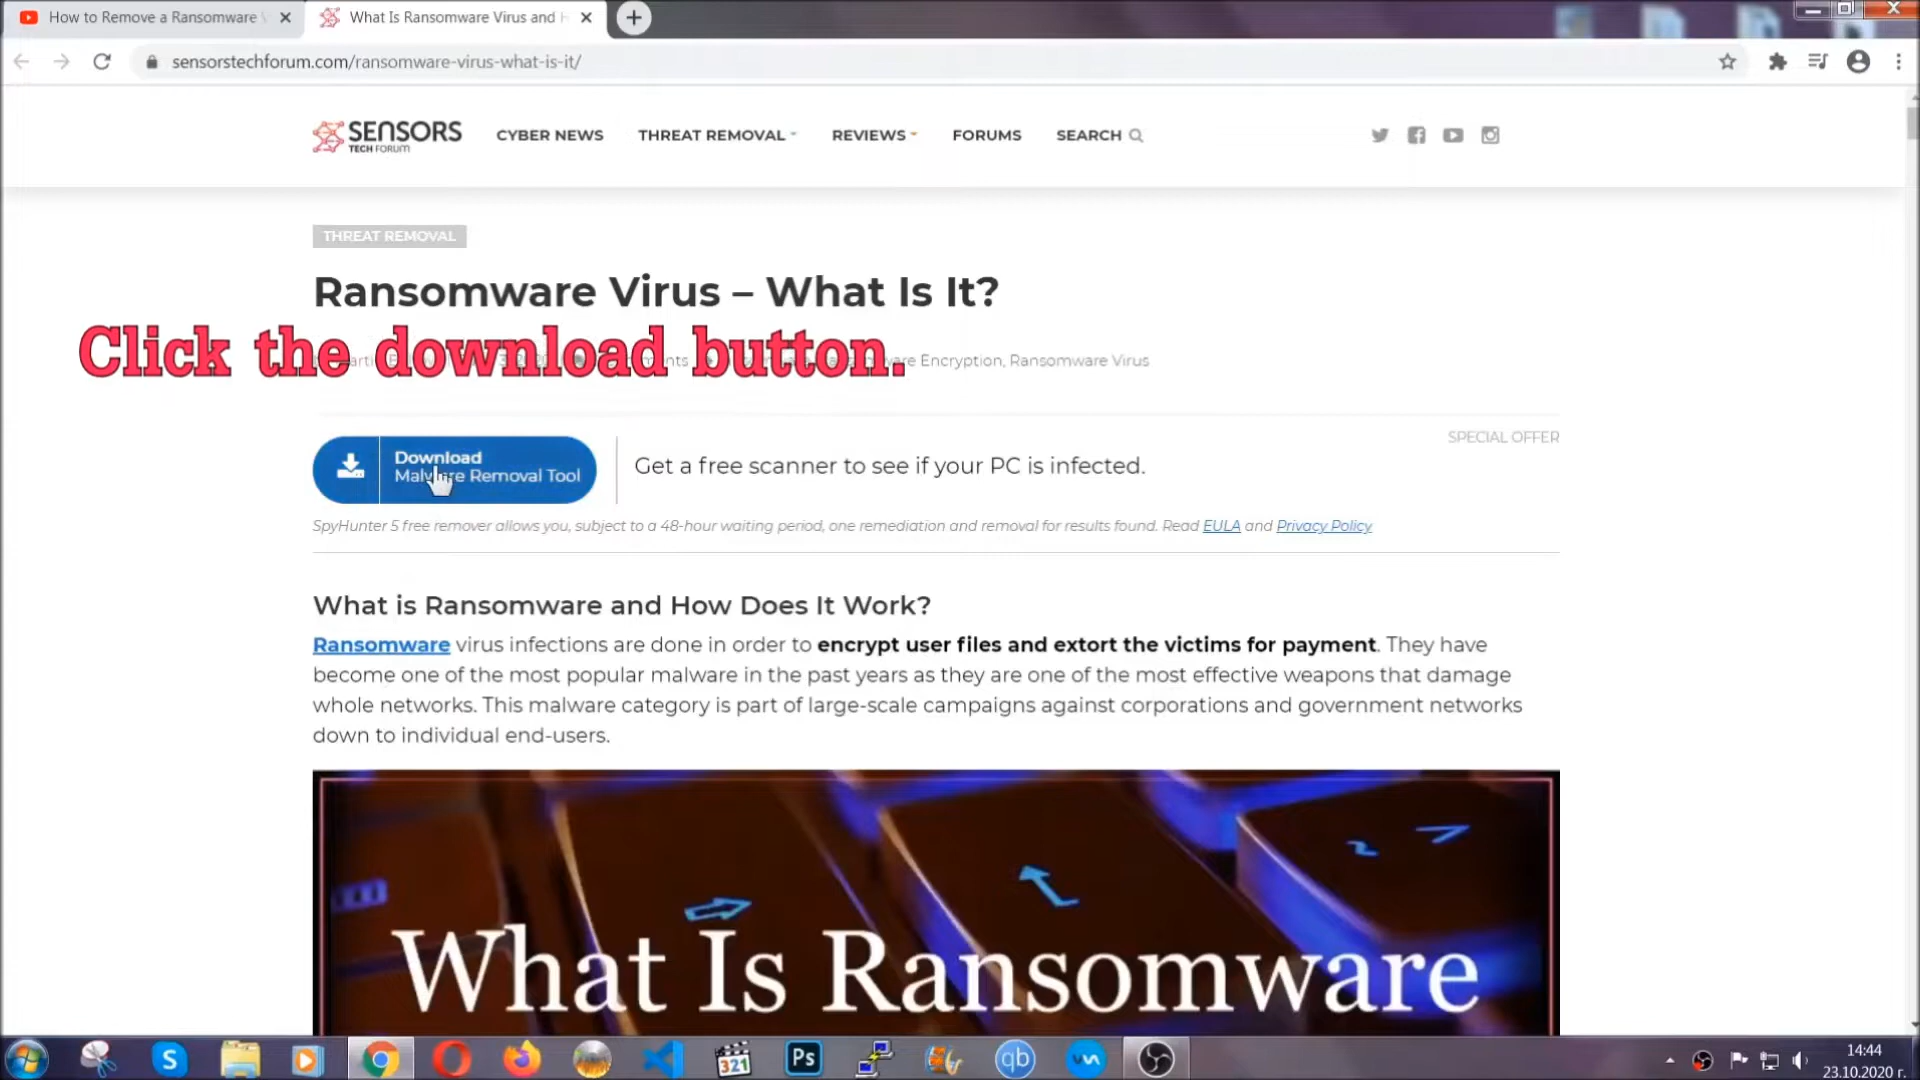 How to Remove a Ransomware
What Is Ransomware Virus and H
sensorstechforum.com/ransomware-virus-what-is-it/
SENSORS
TECH FORUM
CYBER NEWS
THREAT REMOVAL
REVIEWS
FORUMS
SEARCH
THREAT REMOVAL
Ransomware Virus – What Is It?
Click the download button.
Encryption, Ransomware Virus
SPECIAL OFFER
Download
Malware Removal Tool
Get a free scanner to see if your PC is infected.
SpyHunter 5 free remover allows you, subject to a 48-hour waiting period, one remediation and removal for results found. Read EULA and Privacy Policy
What is Ransomware and How Does It Work?
Ransomware virus infections are done in order to encrypt user files and extort the victims for payment. They have
become one of the most popular malware in the past years as they are one of the most effective weapons that damage
whole networks. This malware category is part of large-scale campaigns against corporations and government networks
down to individual end-users.
What Is Ransomware
S
321
Ps
qb
14:44
23.10.2020 г.